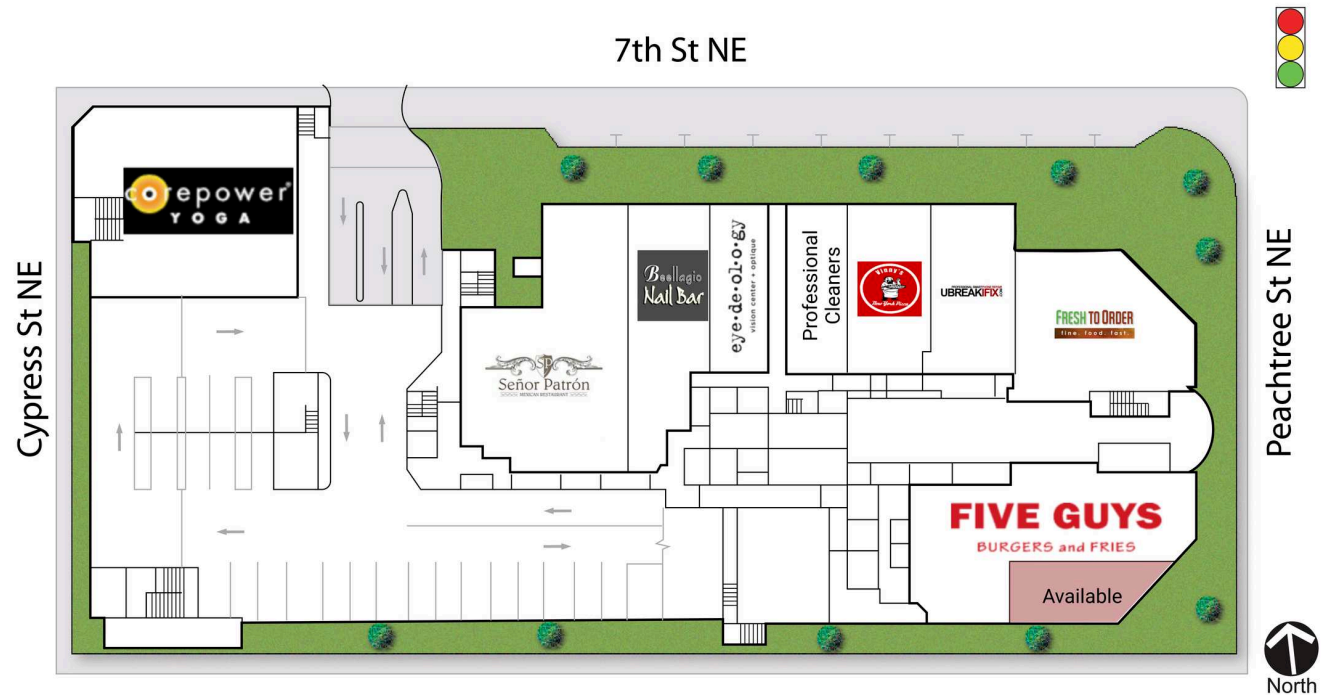 7th St NE
Cypress St NE
Peachtree St NE
corepower
YOGA
Señor Patrón
MEXICAN RESTAURANT
Bellagio
Nail Bar
eye·de·ol·o·gy
vision center + optique
Professional
Cleaners
Vinny's
New York Pizza
UBREAKIFIX
FRESH TO ORDER
fine. food. fast.
FIVE GUYS
BURGERS and FRIES
Available
North